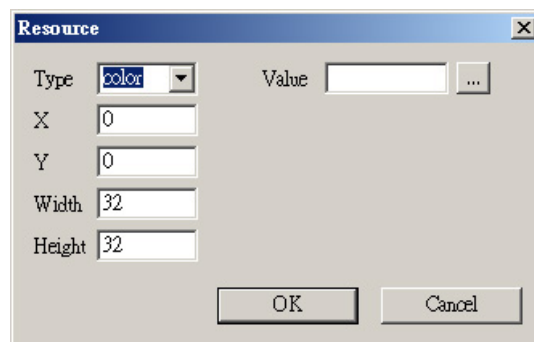 Resource
Type color Value ...
X 0
Y 0
Width 32
Height 32
OK Cancel